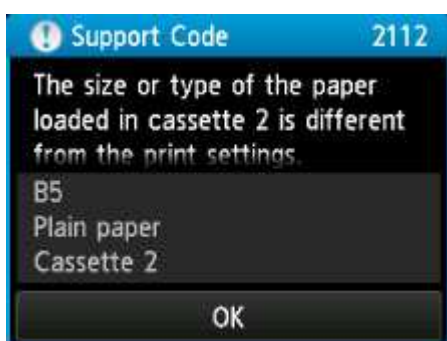 Support Code 2112
The size or type of the paper
loaded in cassette 2 is different
from the print settings.
B5
Plain paper
Cassette 2
OK